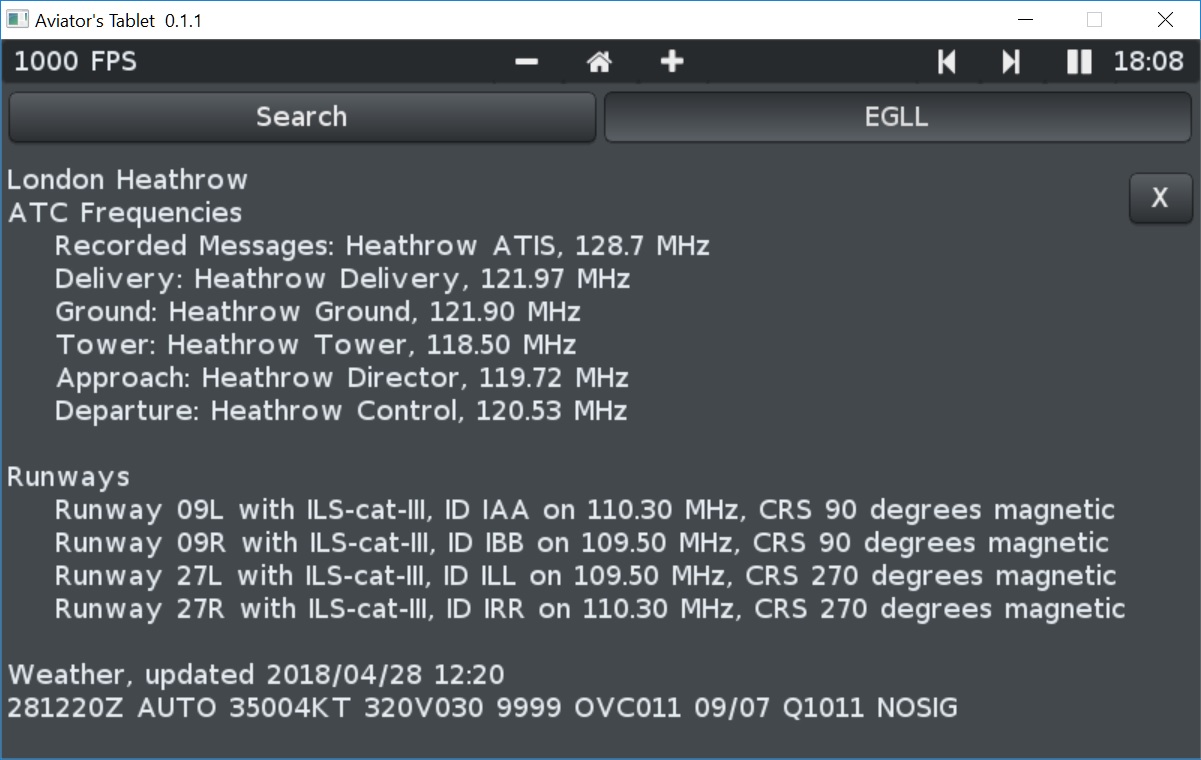 Aviator's Tablet 0.1.1
1000 FPS 18:08
Search EGLL
London Heathrow
X
ATC Frequencies
Recorded Messages: Heathrow ATIS, 128.7 MHz
Delivery: Heathrow Delivery, 121.97 MHz
Ground: Heathrow Ground, 121.90 MHz
Tower: Heathrow Tower, 118.50 MHz
Approach: Heathrow Director, 119.72 MHz
Departure: Heathrow Control, 120.53 MHz
Runways
Runway 09L with ILS-cat-III, ID IAA on 110.30 MHz, CRS 90 degrees magnetic
Runway 09R with ILS-cat-III, ID IBB on 109.50 MHz, CRS 90 degrees magnetic
Runway 27L with ILS-cat-III, ID ILL on 109.50 MHz, CRS 270 degrees magnetic
Runway 27R with ILS-cat-III, ID IRR on 110.30 MHz, CRS 270 degrees magnetic
Weather, updated 2018/04/28 12:20
281220Z AUTO 35004KT 320V030 9999 OVC011 09/07 Q1011 NOSIG